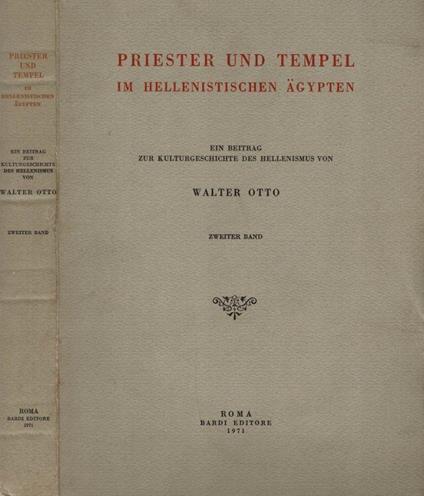 PRIESTER
UND
TEMPEL
IM
HELLENISTISCHEN
ÄGYPTEN
EIN BEITRAG
ZUR
KULTURGESCHICHTE
DES HELLENISMUS
VON
WALTER OTTO
ZWEITER BAND
ROMA
BARDI EDITORE
1971
PRIESTER UND TEMPEL
IM HELLENISTISCHEN ÄGYPTEN
EIN BEITRAG
ZUR KULTURGESCHICHTE DES HELLENISMUS VON
WALTER OTTO
ZWEITER BAND
ROMA
BARDI EDITORE
1971